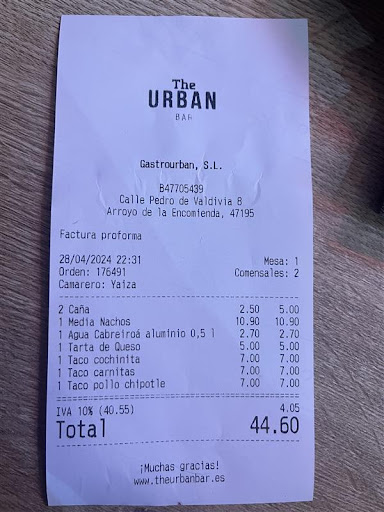 The
URBAN
BAR
Gastrourban, S.L.
B47705439
Calle Pedro de Valdivia 8
Arroyo de la Encomienda, 47195
Factura proforma
28/04/2024 22:31 Mesa: 1
Orden: 176491 Comensales: 2
Camarero: Yaiza
2 Caña 2.50 5.00
1 Media Nachos 10.90 10.90
1 Agua Cabreiroá aluminio 0,5 l 2.70 2.70
1 Tarta de Queso 5.00 5.00
1 Taco cochinita 7.00 7.00
1 Taco carnitas 7.00 7.00
1 Taco pollo chipotle 7.00 7.00
IVA 10% (40.55) 4.05
Total 44.60
¡Muchas gracias!
www.theurbanbar.es